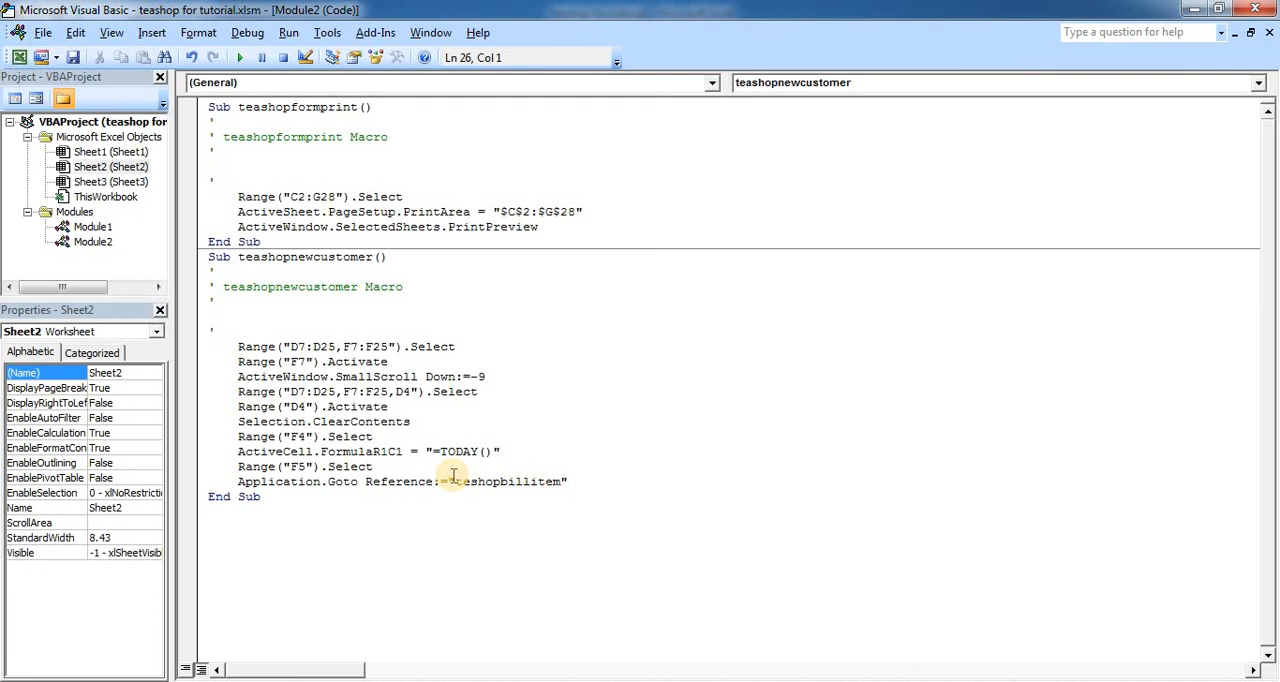 Microsoft Visual Basic - teashop for tutorial.xlsm - [Module2 (Code)]
File Edit View Insert Format Debug Run Tools Add-Ins Window Help
Type a question for help
Ln 26, Col 1
Project - VBAProject
(General)
teashopnewcustomer
VBAProject (teashop for
Microsoft Excel Objects
Sheet1 (Sheet1)
Sheet2 (Sheet2)
Sheet3 (Sheet3)
ThisWorkbook
Modules
Module1
Module2
Properties - Sheet2
Sheet2 Worksheet
Alphabetic Categorized
(Name) Sheet2
DisplayPageBreak True
DisplayRightToLef False
EnableAutoFilter False
EnableCalculation True
EnableFormatCon True
EnableOutlining False
EnablePivotTable False
EnableSelection 0 - xlNoRestrictio
Name Sheet2
ScrollArea
StandardWidth 8.43
Visible -1 - xlSheetVisib
Sub teashopformprint()
'
' teashopformprint Macro
'
'
Range("C2:G28").Select
ActiveSheet.PageSetup.PrintArea = "$C$2:$G$28"
ActiveWindow.SelectedSheets.PrintPreview
End Sub
Sub teashopnewcustomer()
'
' teashopnewcustomer Macro
'
'
Range("D7:D25,F7:F25").Select
Range("F7").Activate
ActiveWindow.SmallScroll Down:=-9
Range("D7:D25,F7:F25,D4").Select
Range("D4").Activate
Selection.ClearContents
Range("F4").Select
ActiveCell.FormulaR1C1 = "=TODAY()"
Range("F5").Select
Application.Goto Reference:="teshopbillitem"
End Sub